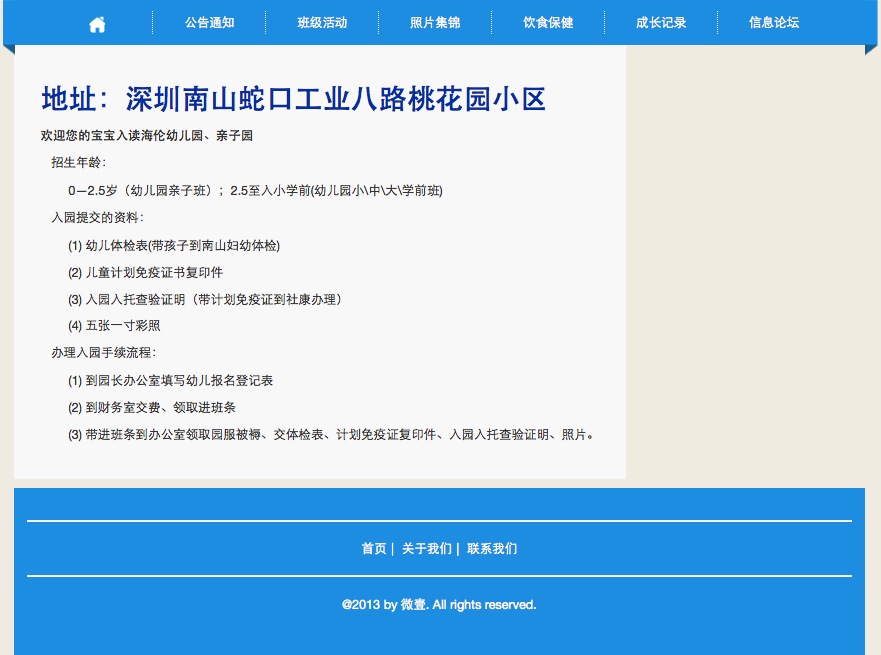 公告通知 班级活动 照片集锦 饮食保健 成长记录 信息论坛
地址：深圳南山蛇口工业八路桃花园小区
欢迎您的宝宝入读海伦幼儿园、亲子园
招生年龄：
0—2.5岁（幼儿园亲子班）；2.5至入小学前(幼儿园小\中\大\学前班)
入园提交的资料：
(1) 幼儿体检表(带孩子到南山妇幼体检)
(2) 儿童计划免疫证书复印件
(3) 入园入托查验证明（带计划免疫证到社康办理）
(4) 五张一寸彩照
办理入园手续流程：
(1) 到园长办公室填写幼儿报名登记表
(2) 到财务室交费、领取进班条
(3) 带进班条到办公室领取园服被褥、交体检表、计划免疫证复印件、入园入托查验证明、照片。
首页 | 关于我们 | 联系我们
@2013 by 微壹. All rights reserved.